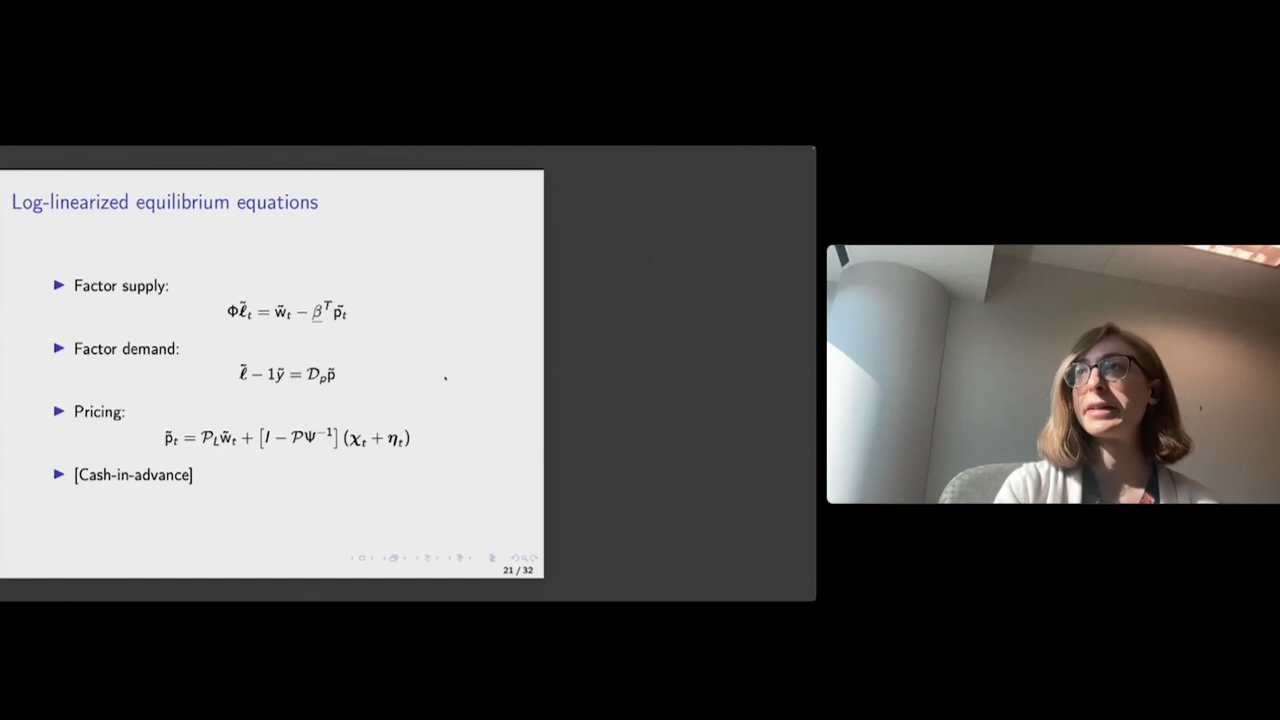 Log-linearized equilibrium equations
▶ Factor supply:
Φℓ̃ₜ = w̃ₜ − β̲ᵀp̃ₜ
▶ Factor demand:
ℓ̃ − 1ỹ = 𝒟ₚp̃
▶ Pricing:
p̃ₜ = 𝒫_L w̃ₜ + [I − 𝒫Ψ⁻¹] (χₜ + ηₜ)
▶ [Cash-in-advance]
21 / 32